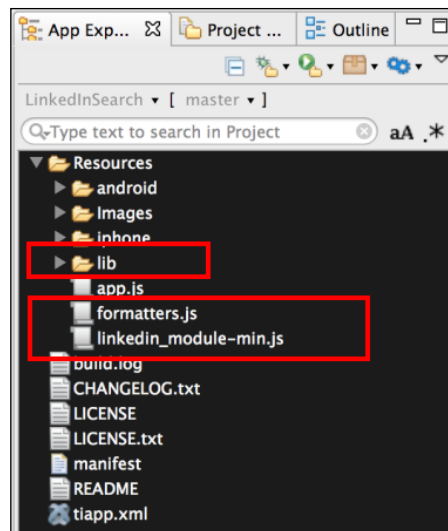 App Exp... Project ... Outline
LinkedInSearch ▾ [ master ▾ ]
Type text to search in Project aA .*
Resources
android
Images
iphone
lib
app.js
formatters.js
linkedin_module-min.js
build.log
CHANGELOG.txt
LICENSE
LICENSE.txt
manifest
README
tiapp.xml